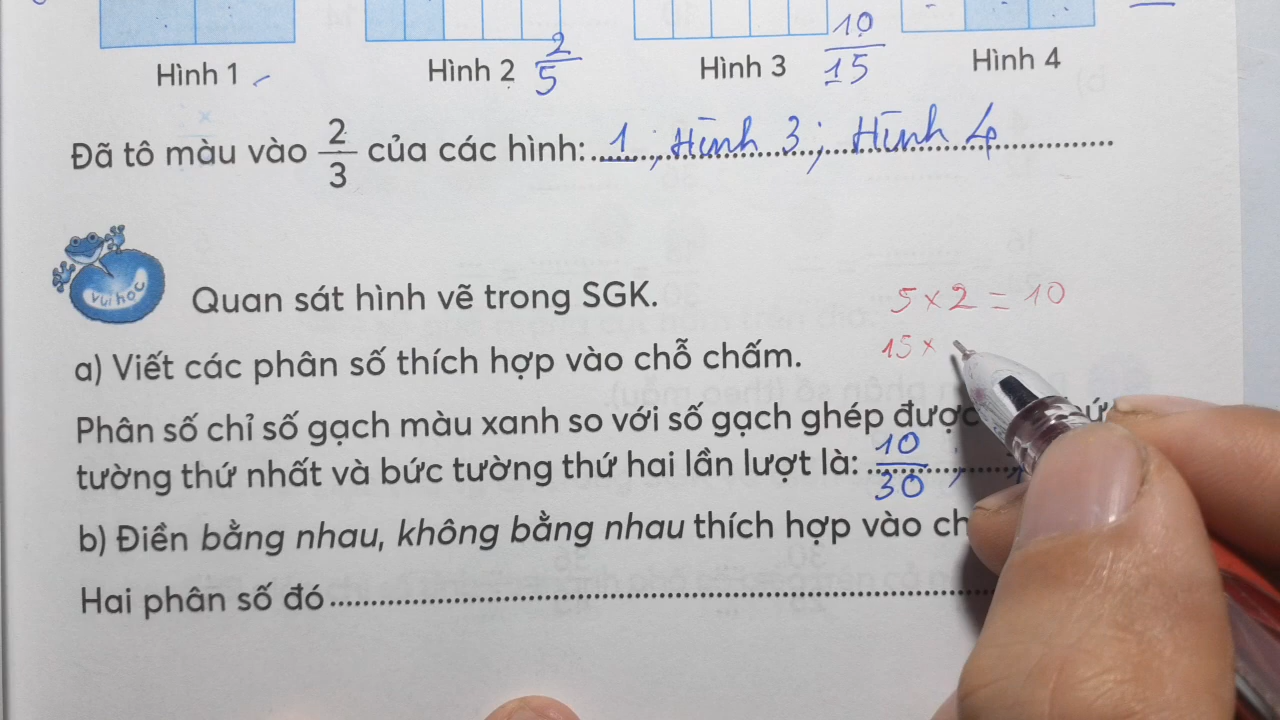 2
5
10
15
Hình 1
Hình 2
Hình 3
Hình 4
Đã tô màu vào 2/3 của các hình: 1 ; Hình 3 ; Hình 4
vui học
Quan sát hình vẽ trong SGK.
5 × 2 = 10
15 ×
a) Viết các phân số thích hợp vào chỗ chấm.
Phân số chỉ số gạch màu xanh so với số gạch ghép được
tường thứ nhất và bức tường thứ hai lần lượt là: 10/30 ;
b) Điền bằng nhau, không bằng nhau thích hợp vào
Hai phân số đó